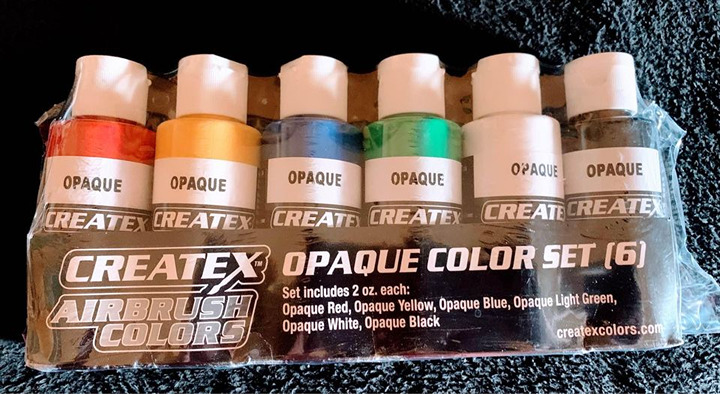 OPAQUE OPAQUE OPAQUE OPAQUE OPAQUE OPAQUE
CREATEX CREATEX CREATEX CREATEX CREATEX CREATEX
CREATEX™ OPAQUE COLOR SET (6)
AIRBRUSH
COLORS
Set includes 2 oz. each:
Opaque Red, Opaque Yellow, Opaque Blue, Opaque Light Green,
Opaque White, Opaque Black
createxcolors.com